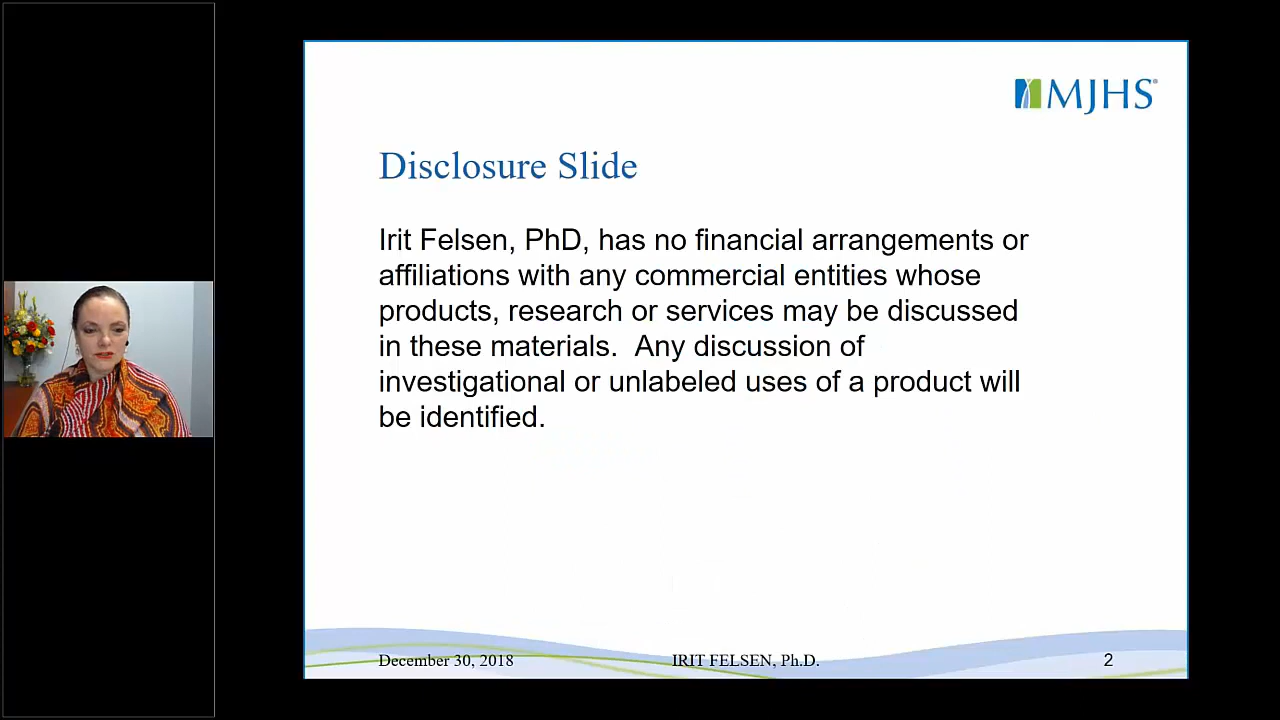 MJHS®
Disclosure Slide
Irit Felsen, PhD, has no financial arrangements or
affiliations with any commercial entities whose
products, research or services may be discussed
in these materials.  Any discussion of
investigational or unlabeled uses of a product will
be identified.
December 30, 2018
IRIT FELSEN, Ph.D.
2